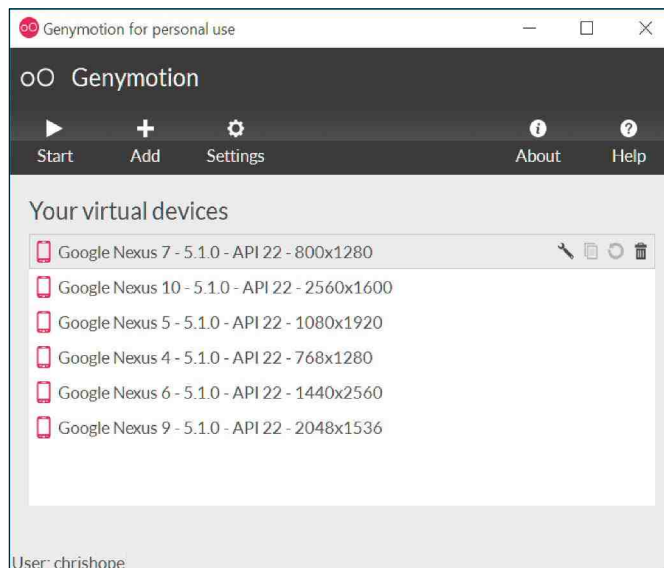 Genymotion for personal use
Genymotion
Start Add Settings About Help
Your virtual devices
Google Nexus 7 - 5.1.0 - API 22 - 800x1280
Google Nexus 10 - 5.1.0 - API 22 - 2560x1600
Google Nexus 5 - 5.1.0 - API 22 - 1080x1920
Google Nexus 4 - 5.1.0 - API 22 - 768x1280
Google Nexus 6 - 5.1.0 - API 22 - 1440x2560
Google Nexus 9 - 5.1.0 - API 22 - 2048x1536
User: chrishope